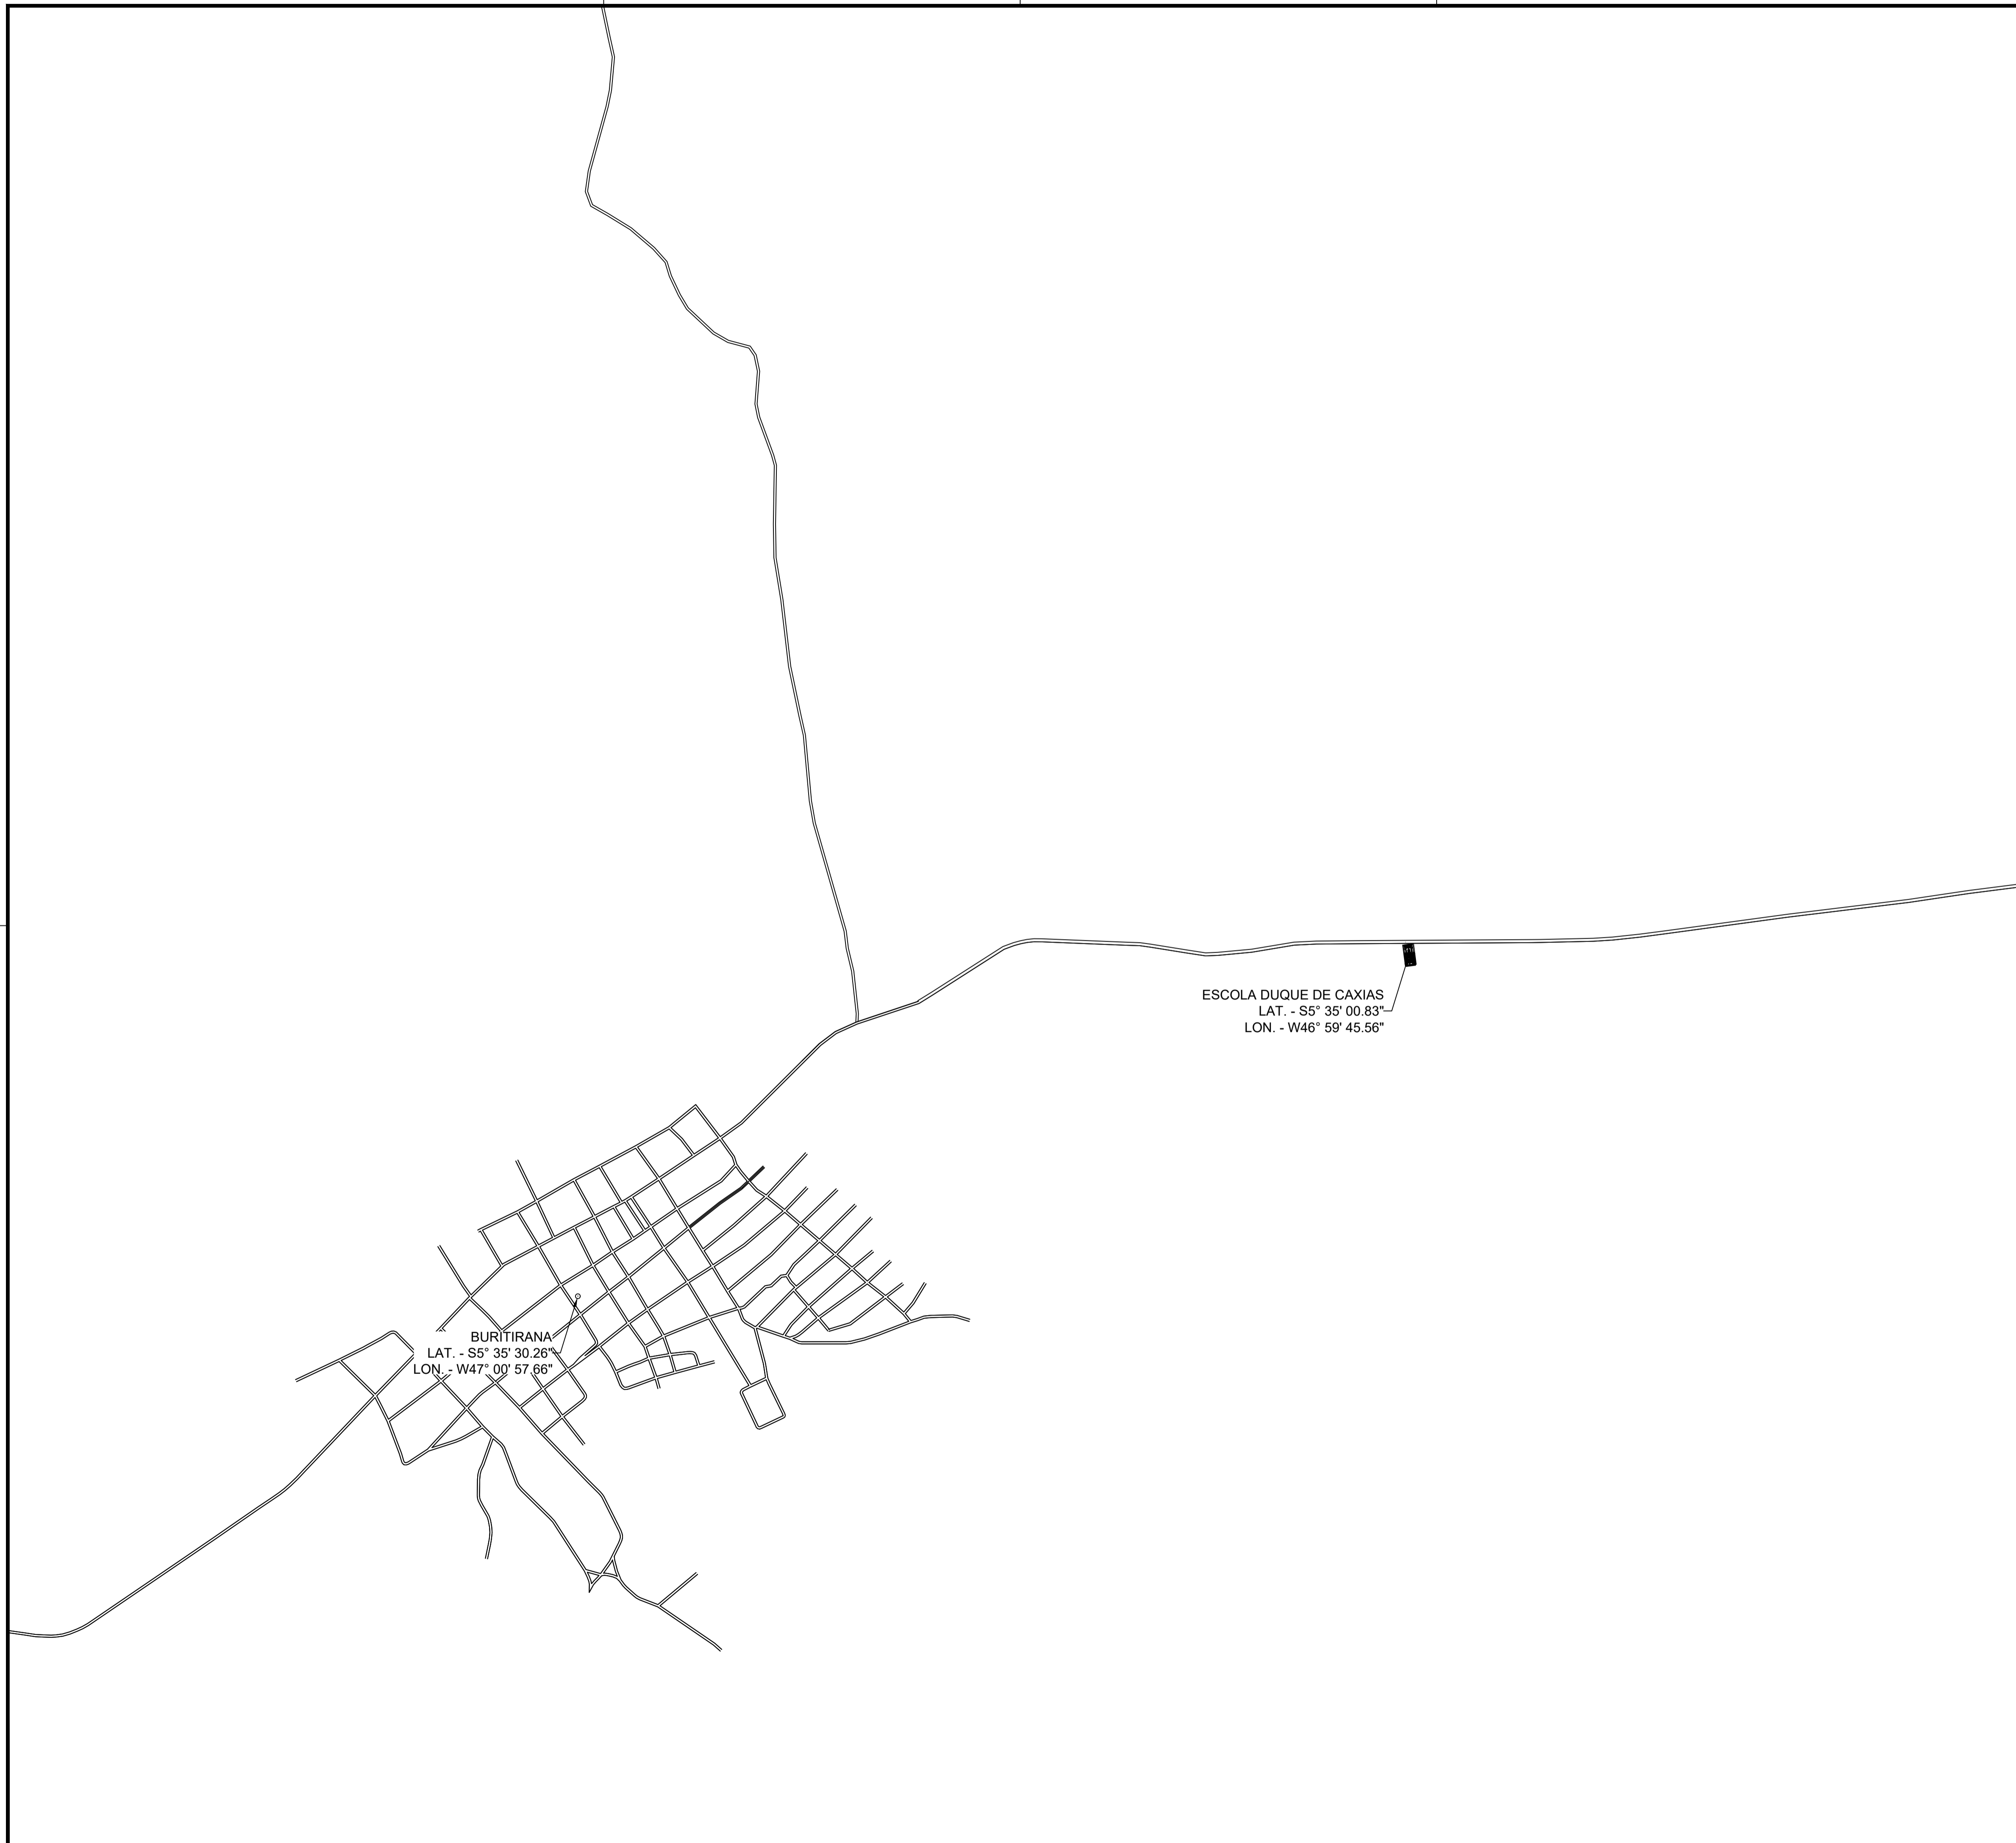 ESCOLA DUQUE DE CAXIAS
LAT. - S5° 35' 00.83"
LON. - W46° 59' 45.56"
BURITIRANA
LAT. - S5° 35' 30.26"
LON. - W47° 00' 57.66"